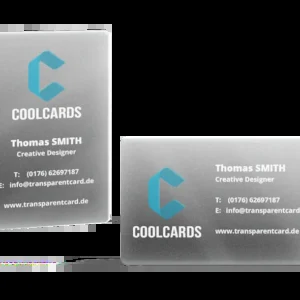 COOLCARDS
Thomas SMITH
Creative Designer
T: (0176) 62697187
E: info@transparentcard.de
www.transparentcard.de
Thomas SMITH
Creative Designer
T: (0176) 62697187
E: info@transparentcard.de
www.transparentcard.de
COOLCARDS